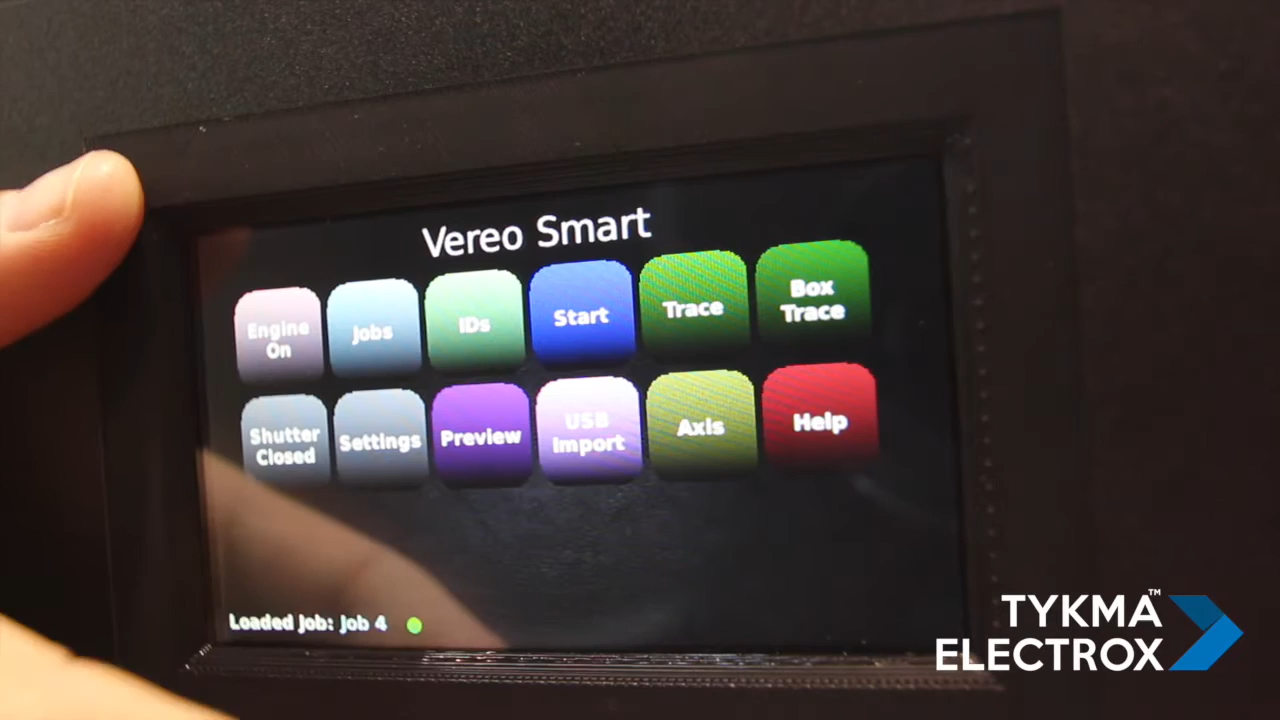 Vereo Smart
Engine
On
Jobs
IDs
Start
Trace
Box
Trace
Shutter
Closed
Settings
Preview
USB
Import
Axis
Help
Loaded Job: Job 4
TYKMA™
ELECTROX